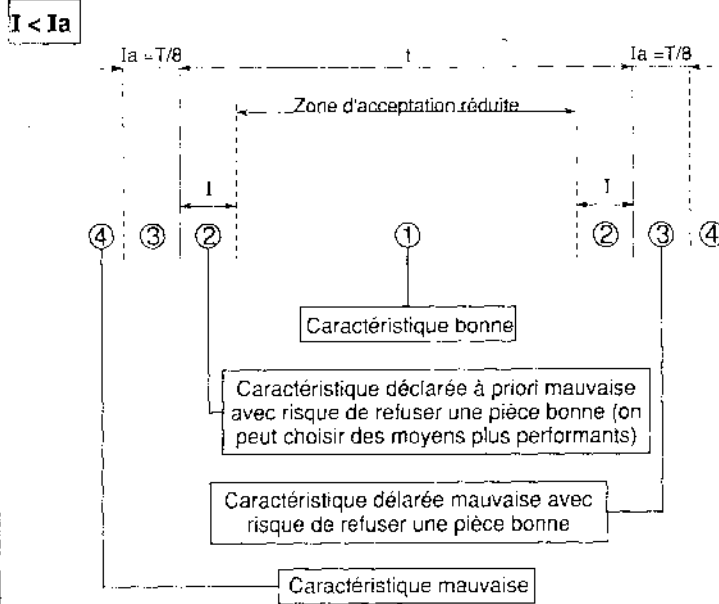 I < Ia
Ia = T/8 t Ia = T/8
Zone d'acceptation réduite
I I
④ ③ ② ① ② ③ ④
Caractéristique bonne
Caractéristique déclarée à priori mauvaise
avec risque de refuser une pièce bonne (on
peut choisir des moyens plus performants)
Caractéristique délarée mauvaise avec
risque de refuser une pièce bonne
Caractéristique mauvaise